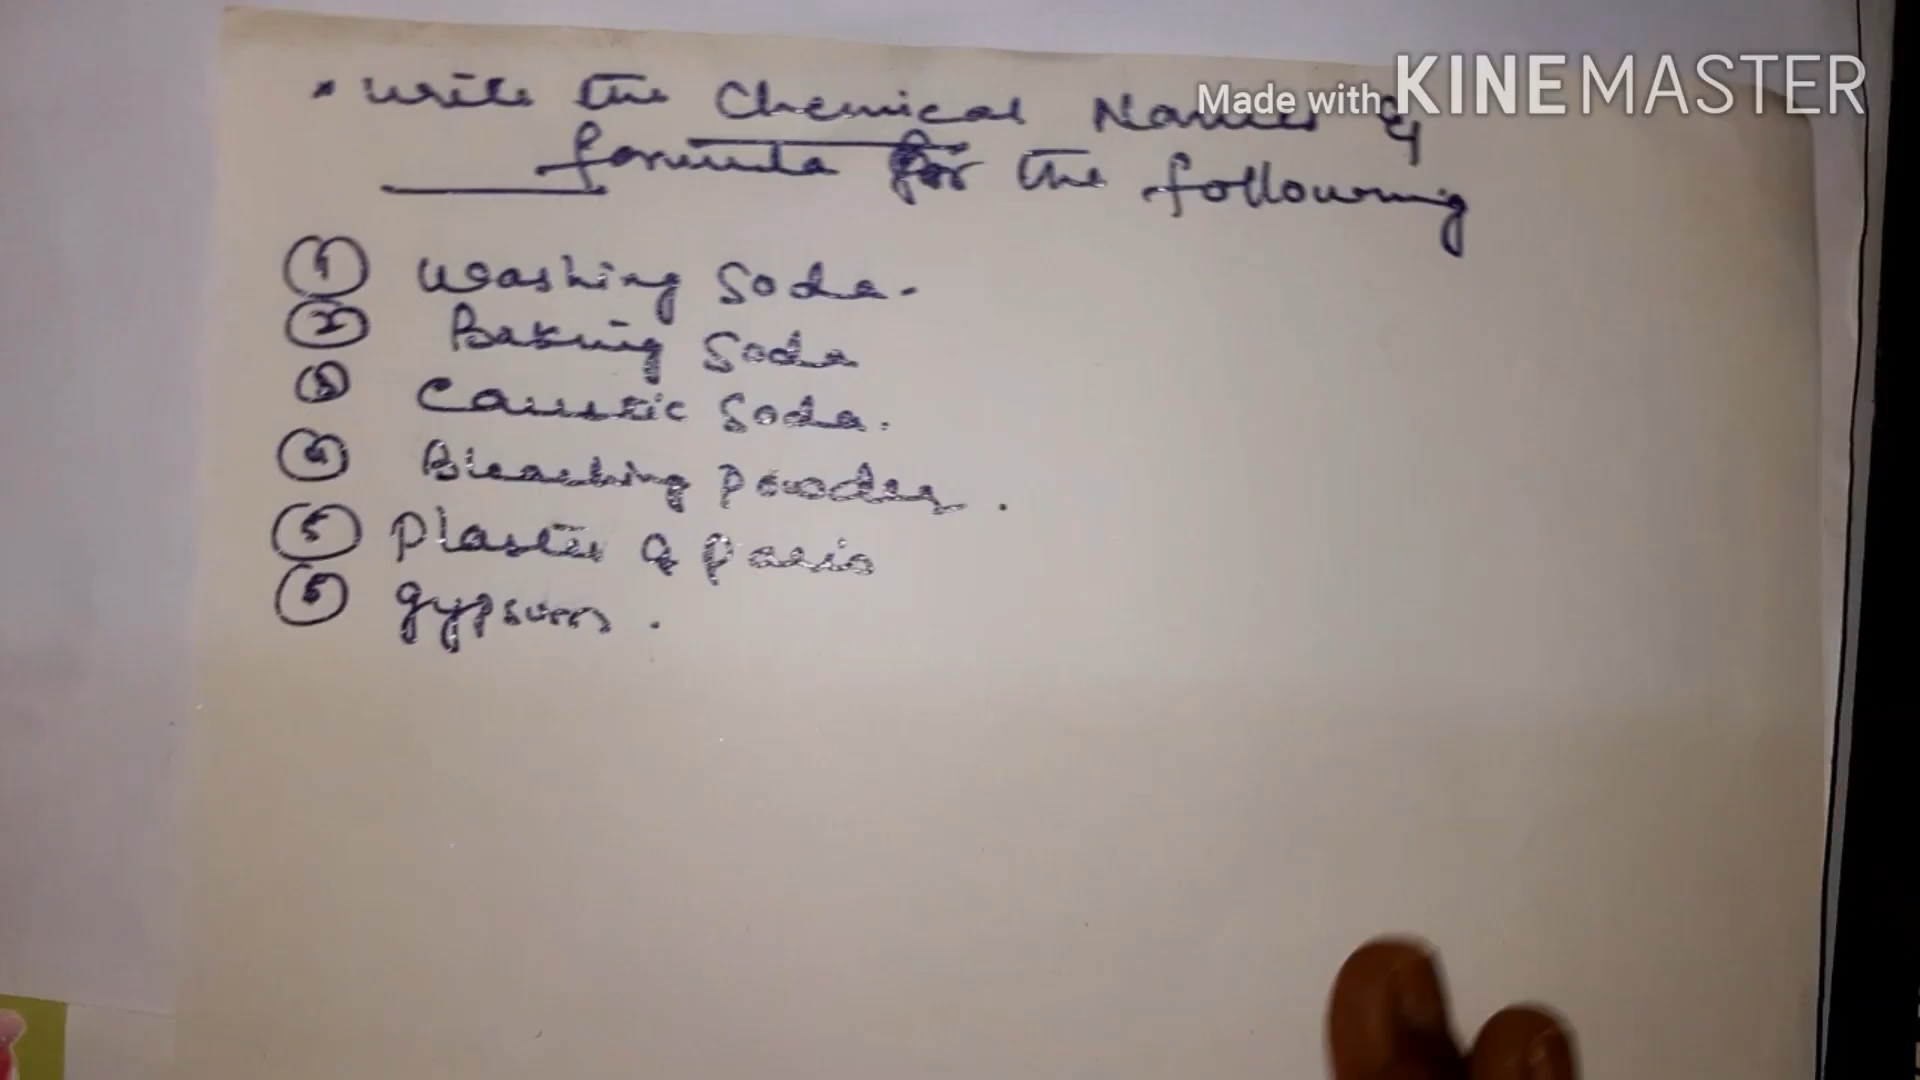 Made with KINEMASTER
* Write the Chemical Names &
formula for the following
① Washing Soda.
② Baking Soda
③ Caustic Soda.
④ Bleaching powder.
⑤ Plaster of paris
⑥ gypsum.